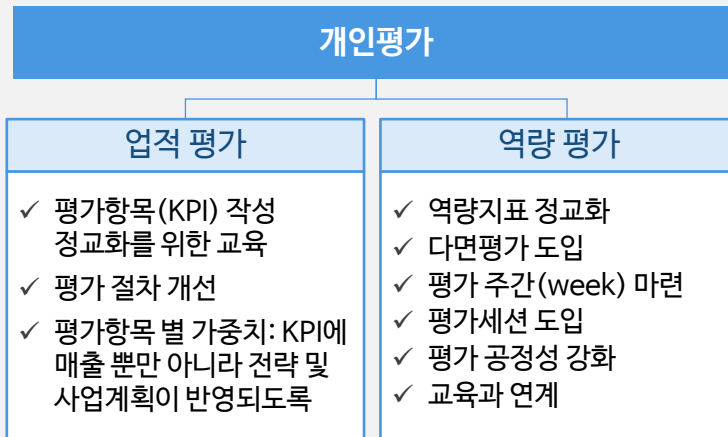 개인평가
업적 평가
✓ 평가항목(KPI) 작성
정교화를 위한 교육
✓ 평가 절차 개선
✓ 평가항목 별 가중치: KPI에
매출 뿐만 아니라 전략 및
사업계획이 반영되도록
역량 평가
✓ 역량지표 정교화
✓ 다면평가 도입
✓ 평가 주간(week) 마련
✓ 평가세션 도입
✓ 평가 공정성 강화
✓ 교육과 연계